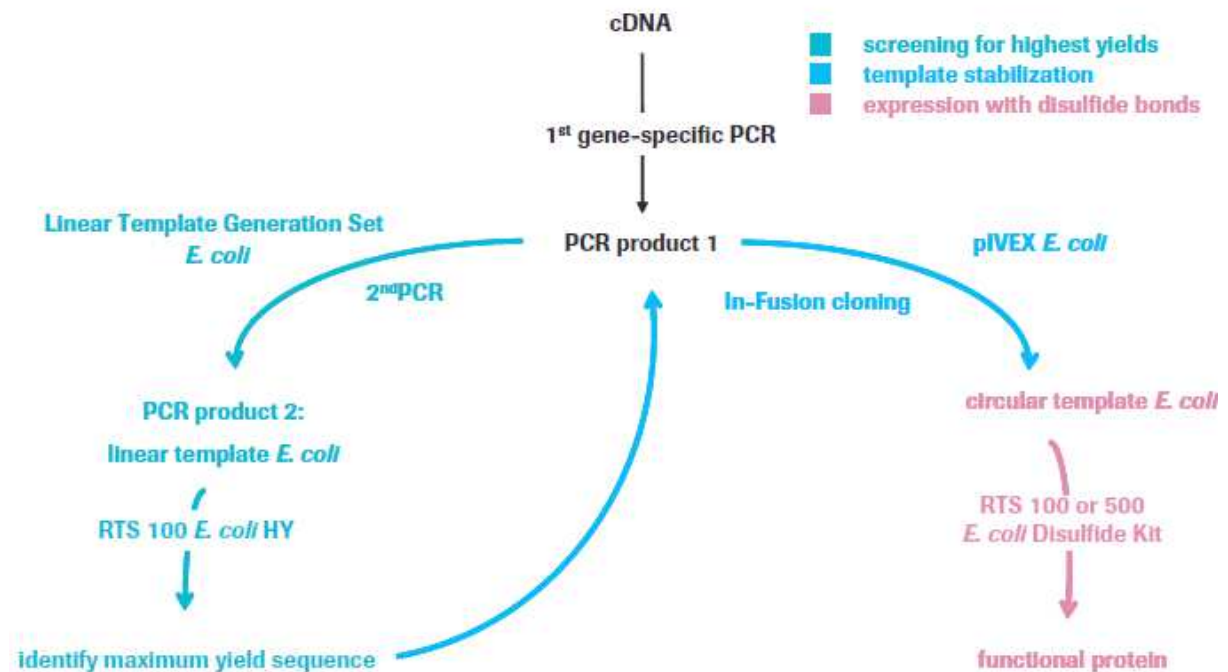 cDNA
screening for highest yields
template stabilization
expression with disulfide bonds
1st gene-specific PCR
Linear Template Generation Set
E. coli
PCR product 1
pIVEX E. coli
2ndPCR
In-Fusion cloning
PCR product 2:
linear template E. coli
circular template E. coli
RTS 100 E. coli HY
RTS 100 or 500
E. coli Disulfide Kit
identify maximum yield sequence
functional protein